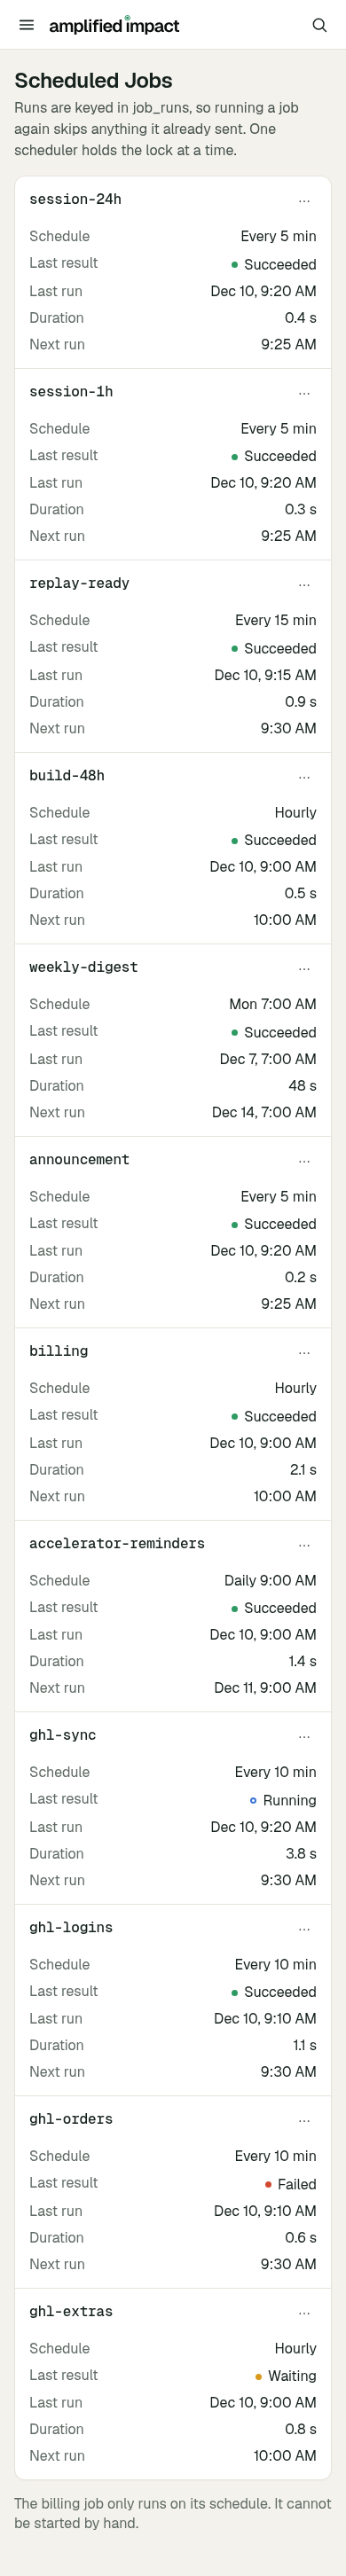 amplified impact
Scheduled Jobs
Runs are keyed in job_runs, so running a job
again skips anything it already sent. One
scheduler holds the lock at a time.
session-24h ...
Schedule Every 5 min
Last result Succeeded
Last run Dec 10, 9:20 AM
Duration 0.4 s
Next run 9:25 AM
session-1h ...
Schedule Every 5 min
Last result Succeeded
Last run Dec 10, 9:20 AM
Duration 0.3 s
Next run 9:25 AM
replay-ready ...
Schedule Every 15 min
Last result Succeeded
Last run Dec 10, 9:15 AM
Duration 0.9 s
Next run 9:30 AM
build-48h ...
Schedule Hourly
Last result Succeeded
Last run Dec 10, 9:00 AM
Duration 0.5 s
Next run 10:00 AM
weekly-digest ...
Schedule Mon 7:00 AM
Last result Succeeded
Last run Dec 7, 7:00 AM
Duration 48 s
Next run Dec 14, 7:00 AM
announcement ...
Schedule Every 5 min
Last result Succeeded
Last run Dec 10, 9:20 AM
Duration 0.2 s
Next run 9:25 AM
billing ...
Schedule Hourly
Last result Succeeded
Last run Dec 10, 9:00 AM
Duration 2.1 s
Next run 10:00 AM
accelerator-reminders ...
Schedule Daily 9:00 AM
Last result Succeeded
Last run Dec 10, 9:00 AM
Duration 1.4 s
Next run Dec 11, 9:00 AM
ghl-sync ...
Schedule Every 10 min
Last result Running
Last run Dec 10, 9:20 AM
Duration 3.8 s
Next run 9:30 AM
ghl-logins ...
Schedule Every 10 min
Last result Succeeded
Last run Dec 10, 9:10 AM
Duration 1.1 s
Next run 9:30 AM
ghl-orders ...
Schedule Every 10 min
Last result Failed
Last run Dec 10, 9:10 AM
Duration 0.6 s
Next run 9:30 AM
ghl-extras ...
Schedule Hourly
Last result Waiting
Last run Dec 10, 9:00 AM
Duration 0.8 s
Next run 10:00 AM
The billing job only runs on its schedule. It cannot
be started by hand.